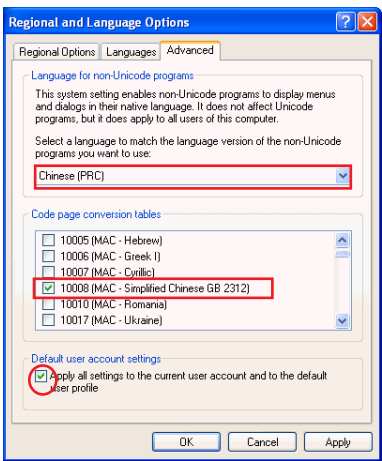 Regional and Language Options
Regional Options Languages Advanced
Language for non-Unicode programs
This system setting enables non-Unicode programs to display menus
and dialogs in their native language. It does not affect Unicode
programs, but it does apply to all users of this computer.
Select a language to match the language version of the non-Unicode
programs you want to use:
Chinese (PRC)
Code page conversion tables
10005 (MAC - Hebrew)
10006 (MAC - Greek I)
10007 (MAC - Cyrillic)
10008 (MAC - Simplified Chinese GB 2312)
10010 (MAC - Romania)
10017 (MAC - Ukraine)
Default user account settings
Apply all settings to the current user account and to the default
user profile
OK Cancel Apply